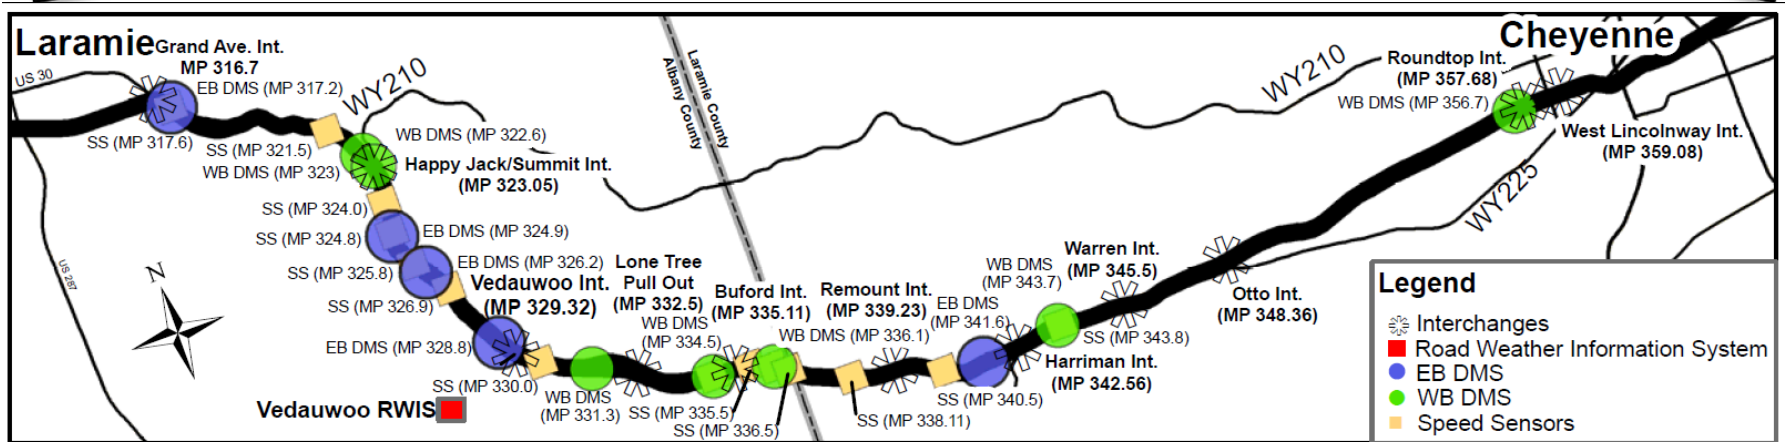 Laramie
Grand Ave. Int.
MP 316.7
US 30
EB DMS (MP 317.2)
WY210
SS (MP 317.6)
SS (MP 321.5)
WB DMS (MP 322.6)
WB DMS (MP 323)
Happy Jack/Summit Int.
(MP 323.05)
SS (MP 324.0)
SS (MP 324.8)
EB DMS (MP 324.9)
SS (MP 325.8)
EB DMS (MP 326.2)
SS (MP 326.9)
US 287
N
Vedauwoo Int.
(MP 329.32)
EB DMS (MP 328.8)
SS (MP 330.0)
Vedauwoo RWIS
Lone Tree
Pull Out
(MP 332.5)
WB DMS
(MP 331.3)
WB DMS
(MP 334.5)
Buford Int.
(MP 335.11)
SS (MP 335.5)
WB DMS (MP 336.1)
SS (MP 336.5)
Laramie County
Albany County
Remount Int.
(MP 339.23)
SS (MP 338.11)
EB DMS
(MP 341.6)
SS (MP 340.5)
WB DMS
(MP 343.7)
Harriman Int.
(MP 342.56)
SS (MP 343.8)
Warren Int.
(MP 345.5)
Otto Int.
(MP 348.36)
WY210
WY225
Cheyenne
Roundtop Int.
(MP 357.68)
WB DMS (MP 356.7)
West Lincolnway Int.
(MP 359.08)
Legend
Interchanges
Road Weather Information System
EB DMS
WB DMS
Speed Sensors